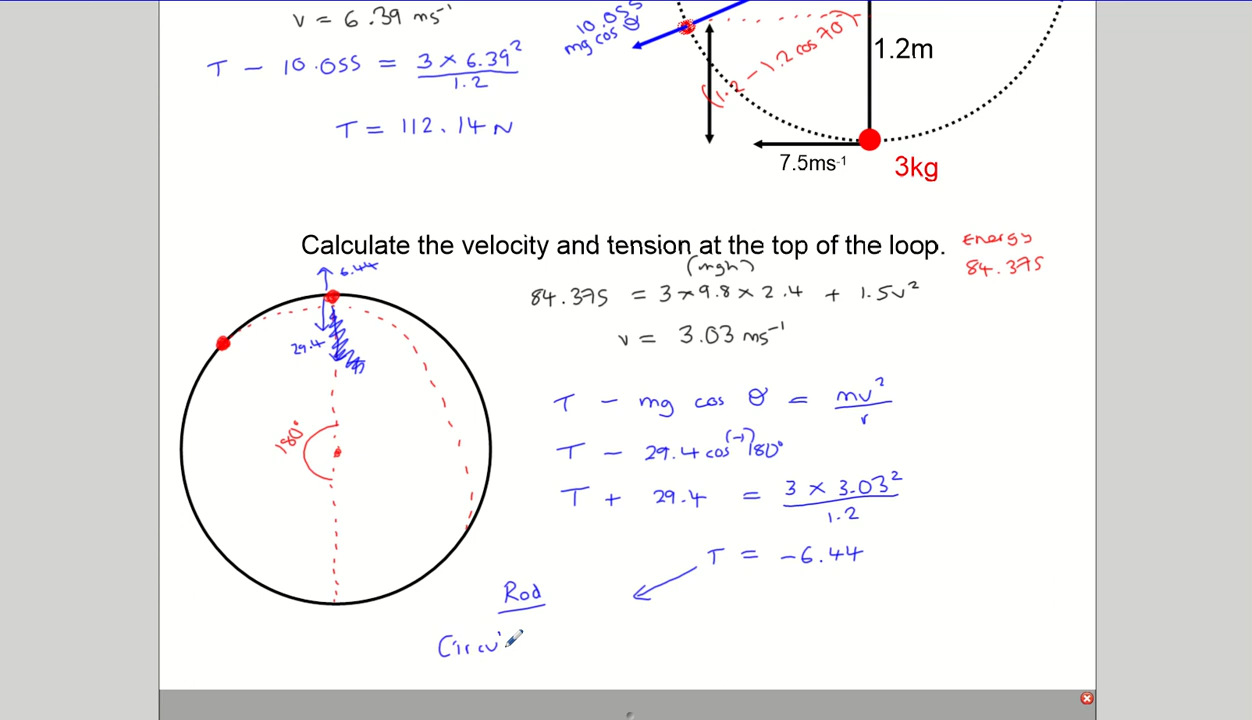 v = 6.39 ms⁻¹
10.055
mg cos θ
T - 10.055 = 3 × 6.39² / 1.2
(1.2 - 1.2 cos 70°)
1.2m
T = 112.14 N
7.5ms⁻¹
3kg
Calculate the velocity and tension at the top of the loop.
Energy
84.375
6.44
(mgh)
84.375 = 3 × 9.8 × 2.4 + 1.5v²
29.4
v = 3.03 ms⁻¹
T - mg cos θ = mv² / r
180°
T - 29.4 cos 180° (-1)
T + 29.4 = 3 × 3.03² / 1.2
T = -6.44
Rod
Circu